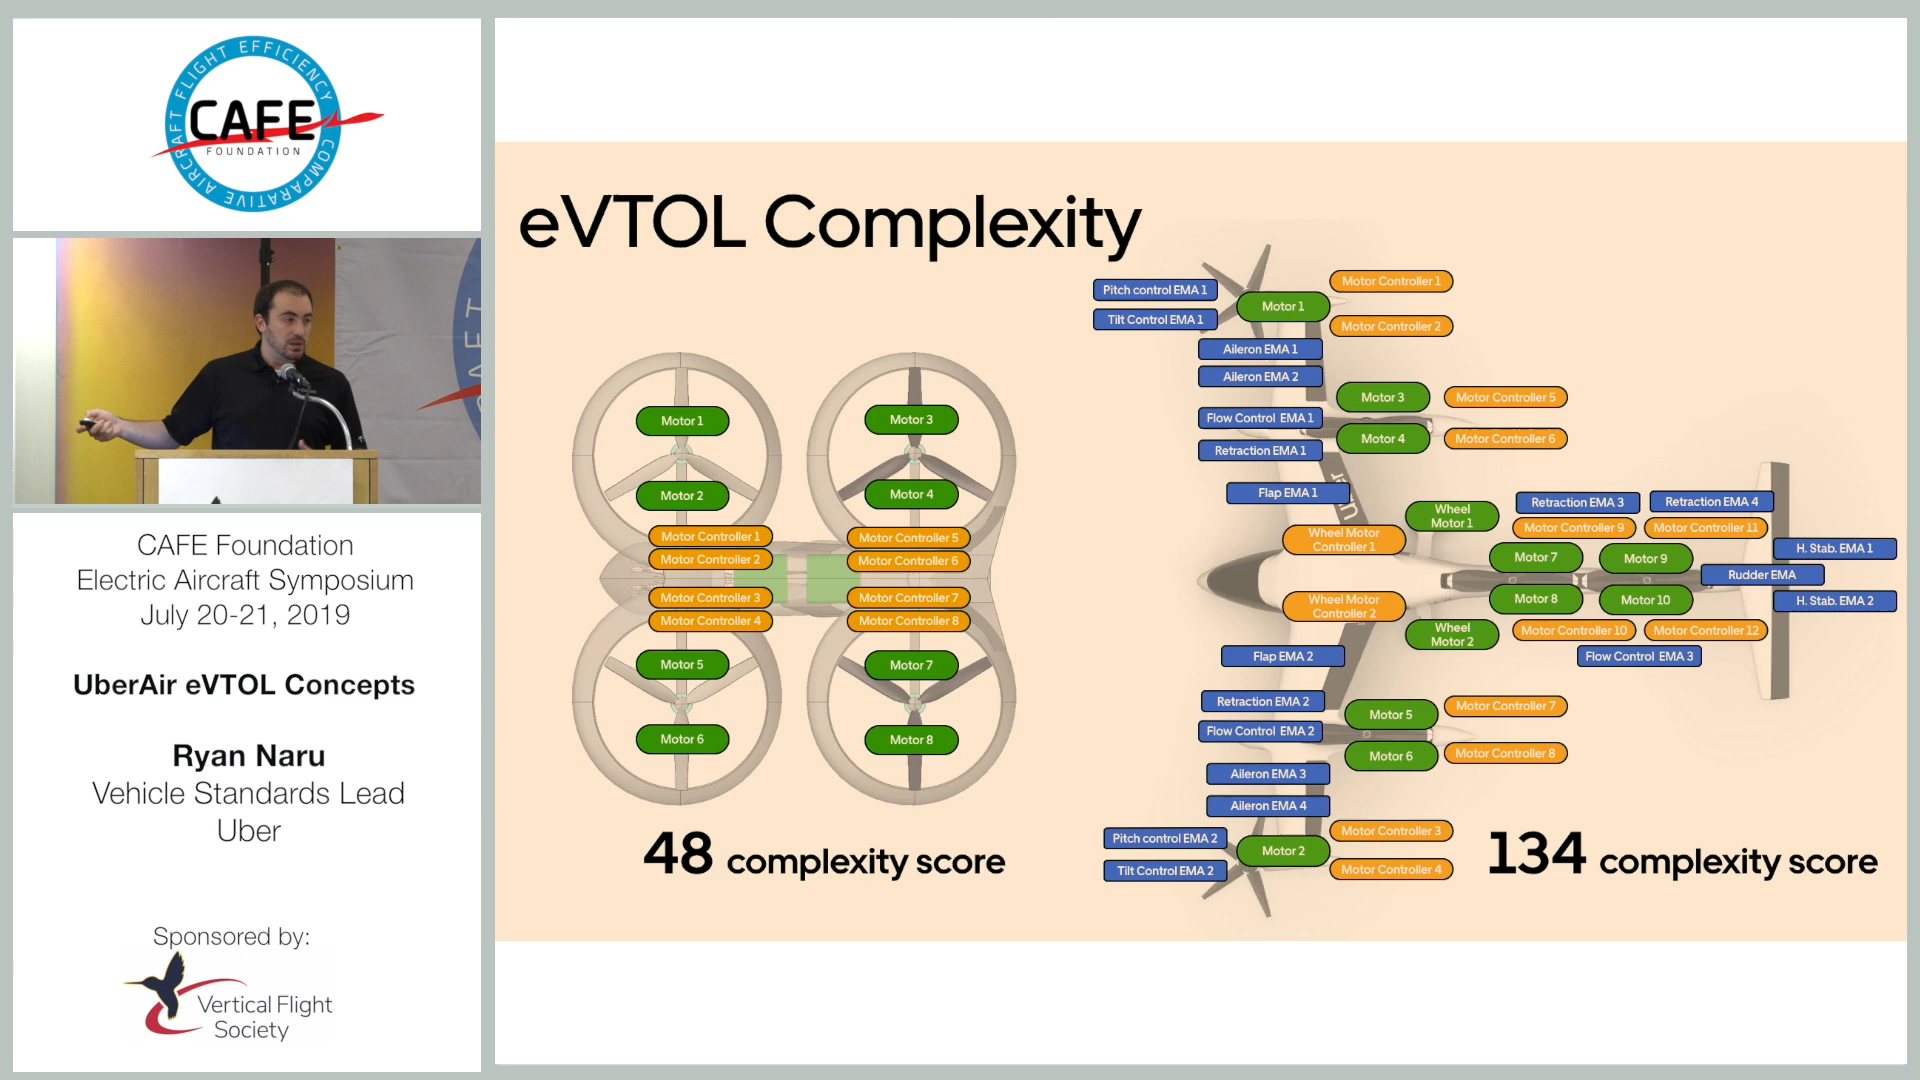 COMPARATIVE AIRCRAFT FLIGHT EFFICIENCY
CAFE
FOUNDATION
CAFE Foundation
Electric Aircraft Symposium
July 20-21, 2019
UberAir eVTOL Concepts
Ryan Naru
Vehicle Standards Lead
Uber
Sponsored by:
Vertical Flight
Society
eVTOL Complexity
Motor 1
Motor 3
Motor 2
Motor 4
Motor Controller 1
Motor Controller 5
Motor Controller 2
Motor Controller 6
Motor Controller 3
Motor Controller 7
Motor Controller 4
Motor Controller 8
Motor 5
Motor 7
Motor 6
Motor 8
48 complexity score
Motor Controller 1
Pitch control EMA 1
Motor 1
Tilt Control EMA 1
Motor Controller 2
Aileron EMA 1
Aileron EMA 2
Motor 3
Motor Controller 5
Flow Control EMA 1
Motor 4
Motor Controller 6
Retraction EMA 1
Flap EMA 1
Uber
Wheel
Motor 1
Retraction EMA 3
Retraction EMA 4
Motor Controller 9
Motor Controller 11
Wheel Motor
Controller 1
Motor 7
Motor 9
H. Stab. EMA 1
Rudder EMA
Motor 8
Motor 10
H. Stab. EMA 2
Wheel Motor
Controller 2
Wheel
Motor 2
Motor Controller 10
Motor Controller 12
Flap EMA 2
Flow Control EMA 3
Retraction EMA 2
Motor 5
Motor Controller 7
Flow Control EMA 2
Motor 6
Motor Controller 8
Aileron EMA 3
Aileron EMA 4
Pitch control EMA 2
Motor 2
Motor Controller 3
Tilt Control EMA 2
Motor Controller 4
134 complexity score